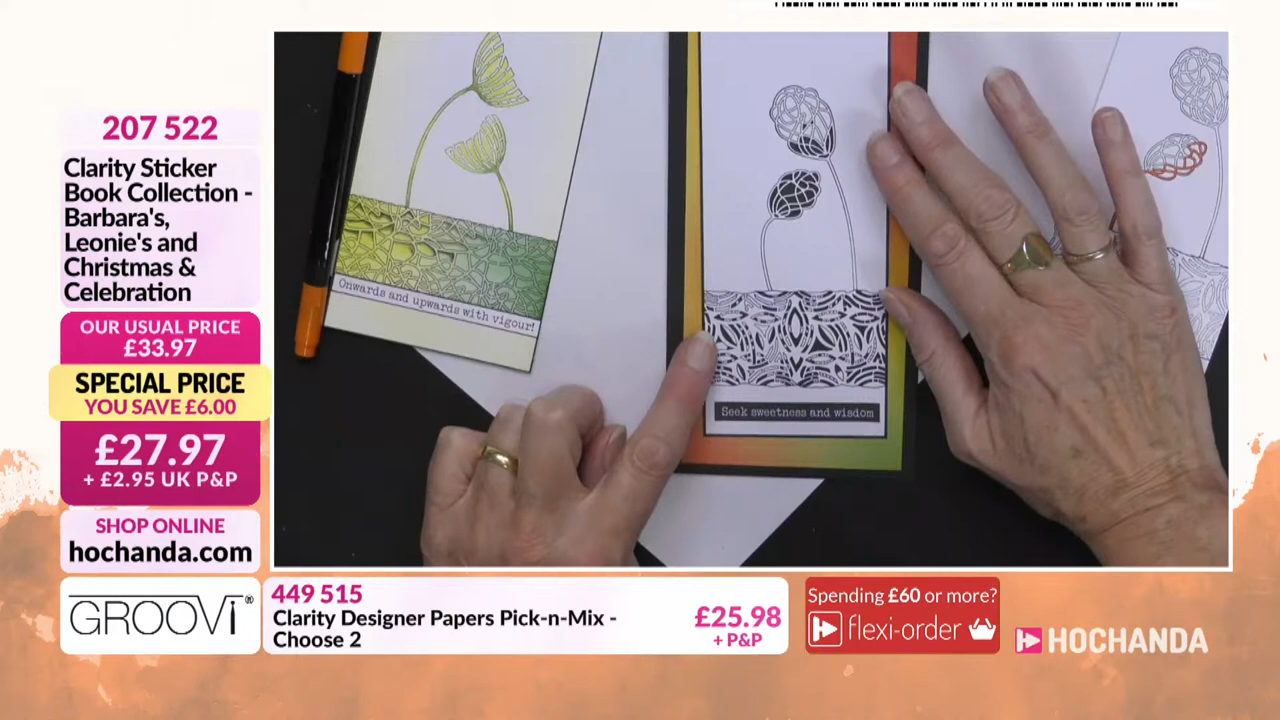 207 522
Clarity Sticker
Book Collection -
Barbara's,
Leonie's and
Christmas &
Celebration
OUR USUAL PRICE
£33.97
SPECIAL PRICE
YOU SAVE £6.00
£27.97
+ £2.95 UK P&P
SHOP ONLINE
hochanda.com
Onwards and upwards with vigour!
Seek sweetness and wisdom
GROOVi®
449 515
Clarity Designer Papers Pick-n-Mix -
Choose 2
£25.98
+ P&P
Spending £60 or more?
flexi-order
HOCHANDA